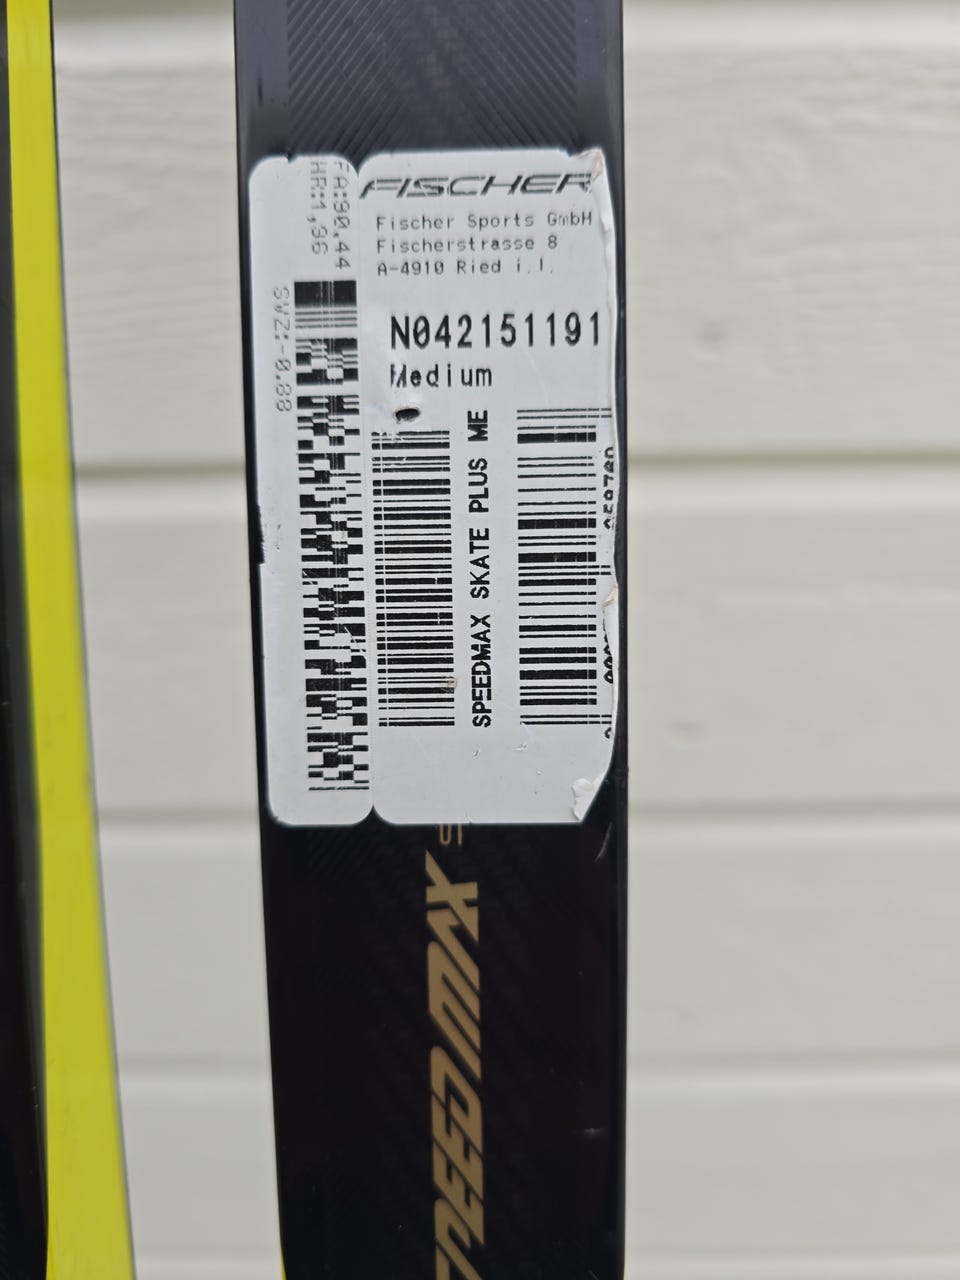 FA:90,44
HR:1,36
SWZ:-0.88
FISCHER
Fischer Sports GmbH
Fischerstrasse 8
A-4910 Ried i.I.
N042151191
Medium
SPEEDMAX SKATE PLUS ME
SPEEDMAX